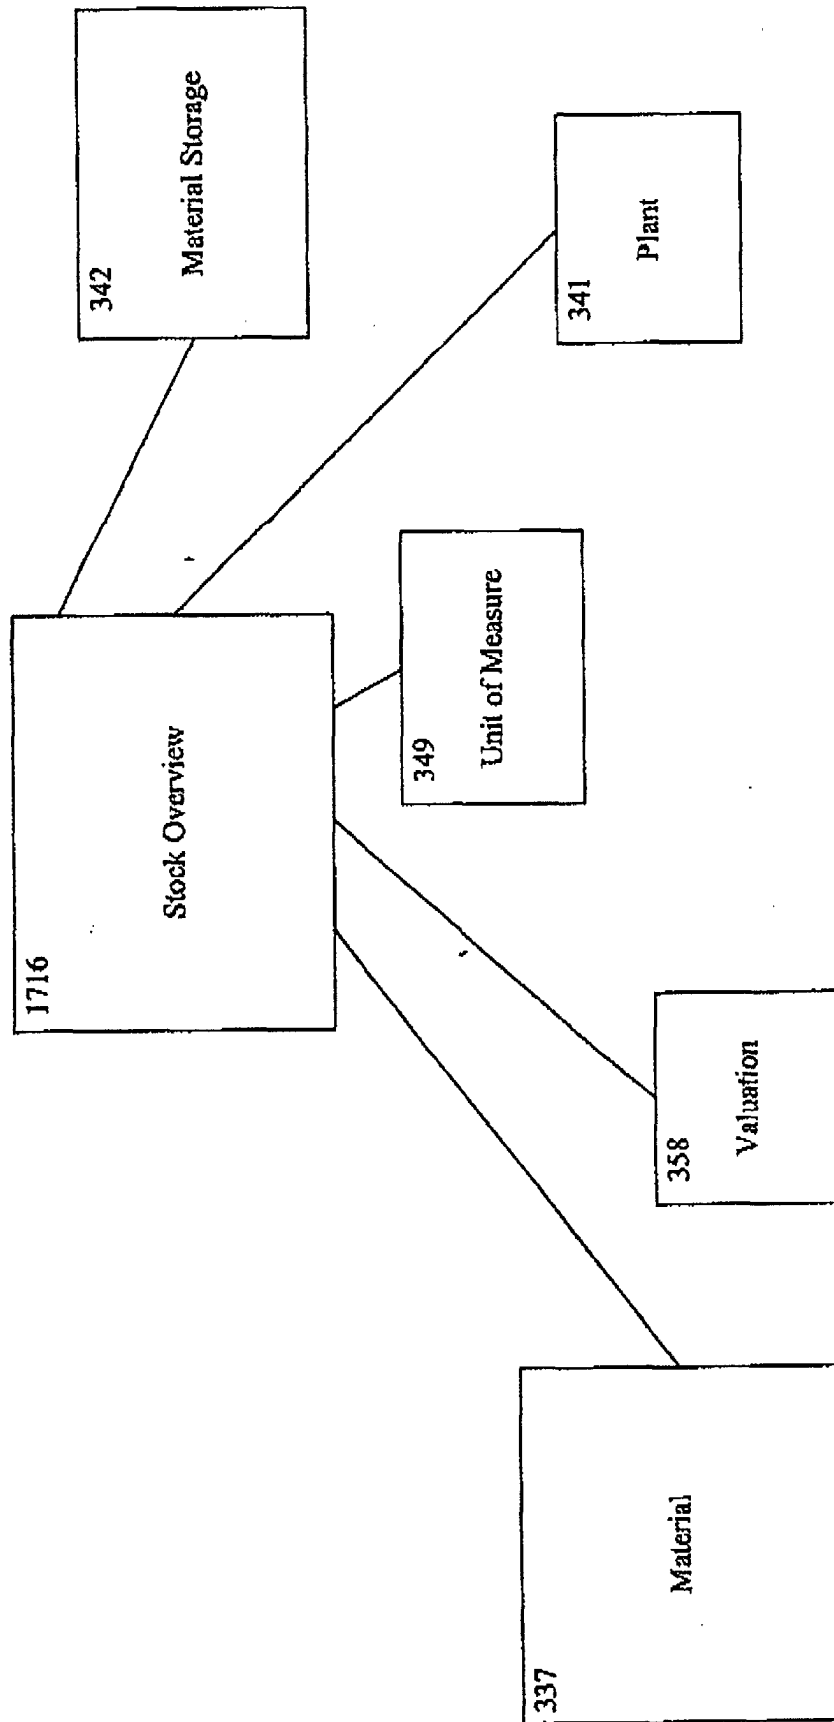 1716
Stock Overview
342
Material Storage
349
Unit of Measure
341
Plant
337
Material
358
Valuation